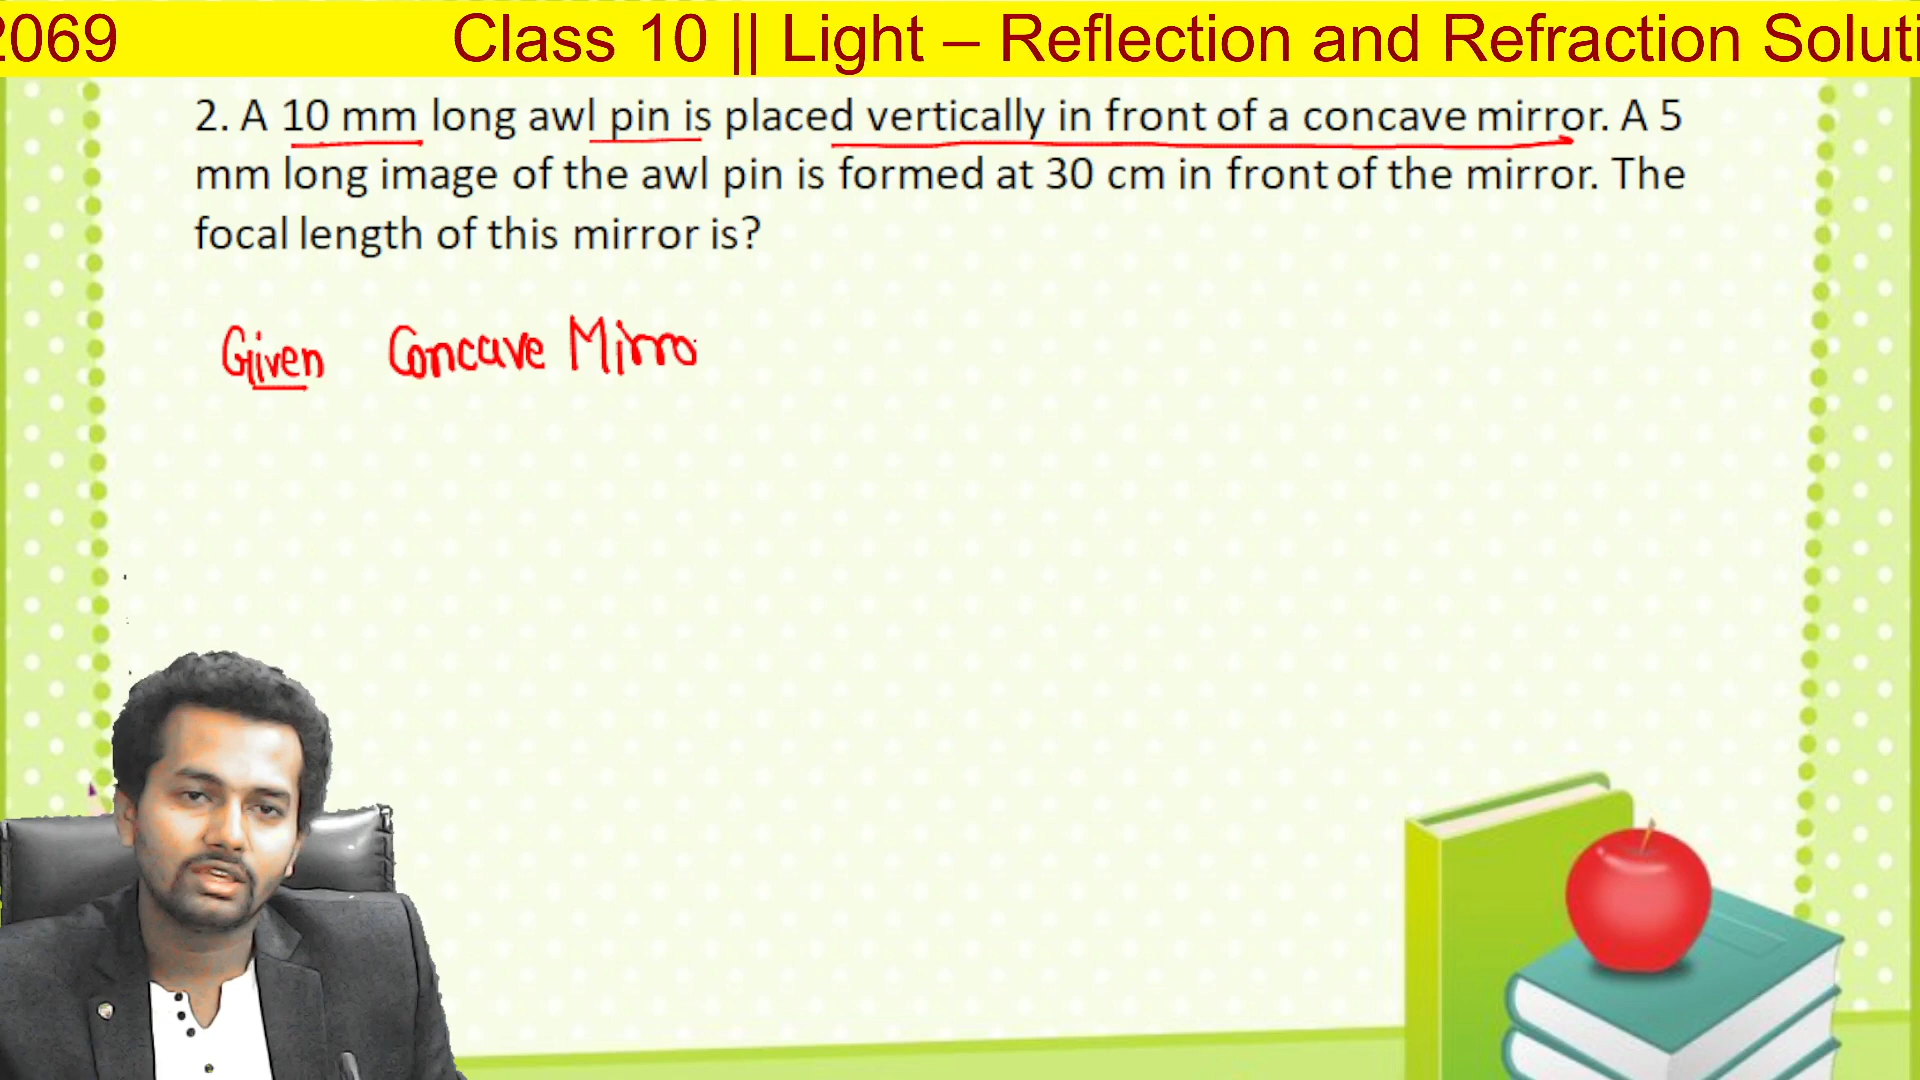 2069 Class 10 || Light – Reflection and Refraction Soluti
2. A 10 mm long awl pin is placed vertically in front of a concave mirror. A 5
mm long image of the awl pin is formed at 30 cm in front of the mirror. The
focal length of this mirror is?
Given Concave Mirro